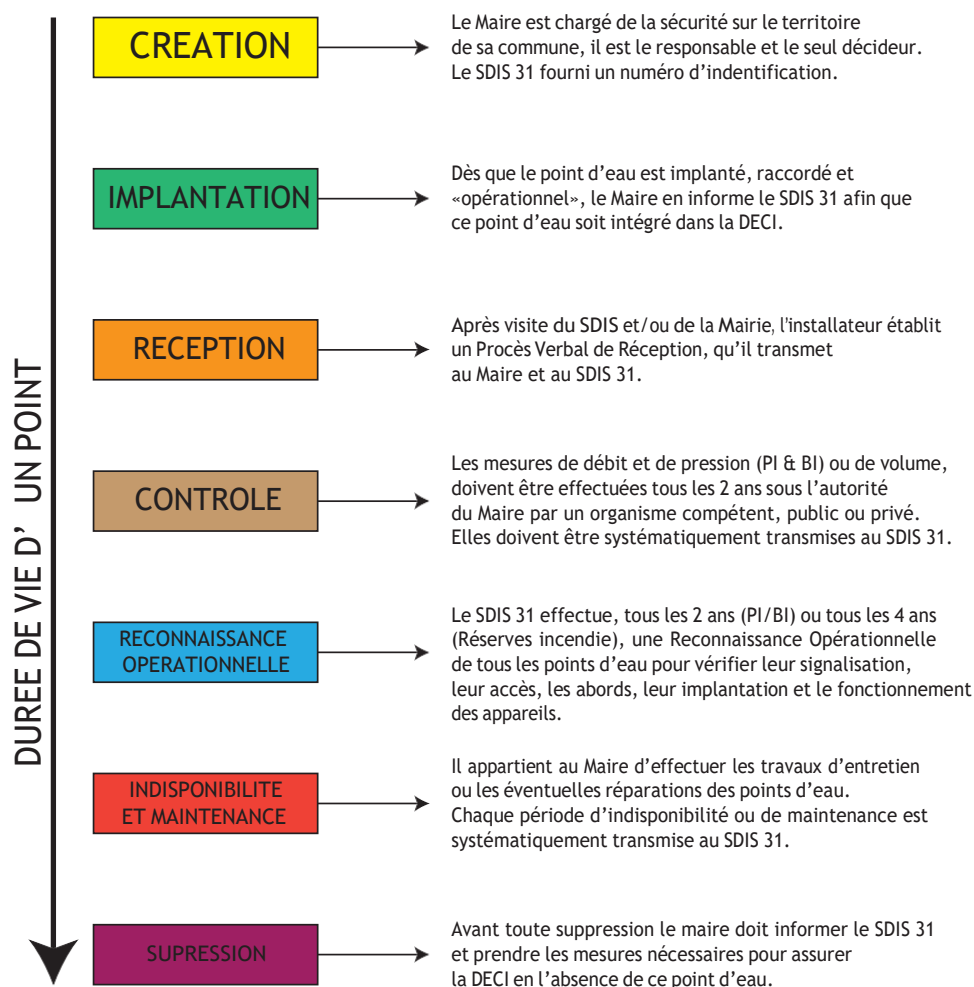 DUREE DE VIE D’ UN POINT
CREATION
Le Maire est chargé de la sécurité sur le territoire
de sa commune, il est le responsable et le seul décideur.
Le SDIS 31 fourni un numéro d’indentification.
IMPLANTATION
Dès que le point d’eau est implanté, raccordé et
«opérationnel», le Maire en informe le SDIS 31 afin que
ce point d’eau soit intégré dans la DECI.
RECEPTION
Après visite du SDIS et/ou de la Mairie, l'installateur établit
un Procès Verbal de Réception, qu’il transmet
au Maire et au SDIS 31.
CONTROLE
Les mesures de débit et de pression (PI & BI) ou de volume,
doivent être effectuées tous les 2 ans sous l’autorité
du Maire par un organisme compétent, public ou privé.
Elles doivent être systématiquement transmises au SDIS 31.
RECONNAISSANCE
OPERATIONNELLE
Le SDIS 31 effectue, tous les 2 ans (PI/BI) ou tous les 4 ans
(Réserves incendie), une Reconnaissance Opérationnelle
de tous les points d’eau pour vérifier leur signalisation,
leur accès, les abords, leur implantation et le fonctionnement
des appareils.
INDISPONIBILITE
ET MAINTENANCE
Il appartient au Maire d’effectuer les travaux d’entretien
ou les éventuelles réparations des points d’eau.
Chaque période d’indisponibilité ou de maintenance est
systématiquement transmise au SDIS 31.
SUPRESSION
Avant toute suppression le maire doit informer le SDIS 31
et prendre les mesures nécessaires pour assurer
la DECI en l’absence de ce point d’eau.